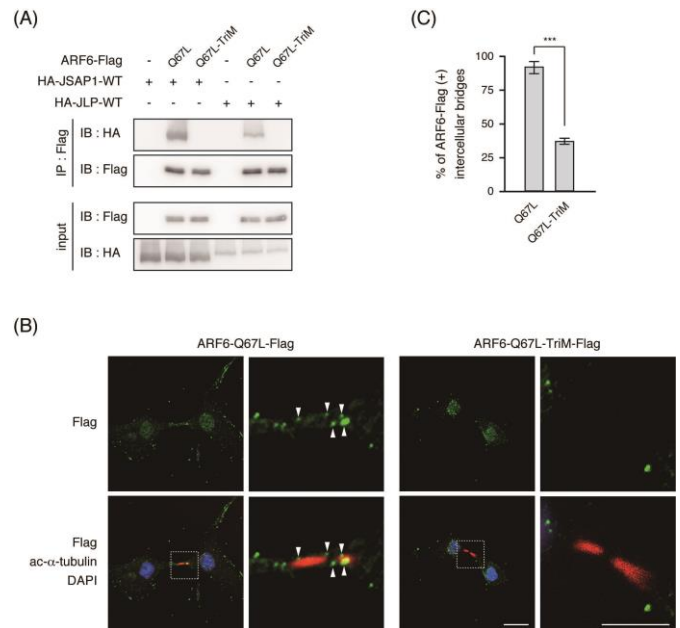 (A)
ARF6-Flag - Q67L Q67L-TriM - Q67L Q67L-TriM
HA-JSAP1-WT + + + - - -
HA-JLP-WT - - - + + +
IP : Flag
IB : HA
IB : Flag
input
IB : Flag
IB : HA
(C)
% of ARF6-Flag (+)
intercellular bridges
100
75
50
25
0
***
Q67L
Q67L-TriM
(B)
ARF6-Q67L-Flag
ARF6-Q67L-TriM-Flag
Flag
Flag
ac-α-tubulin
DAPI